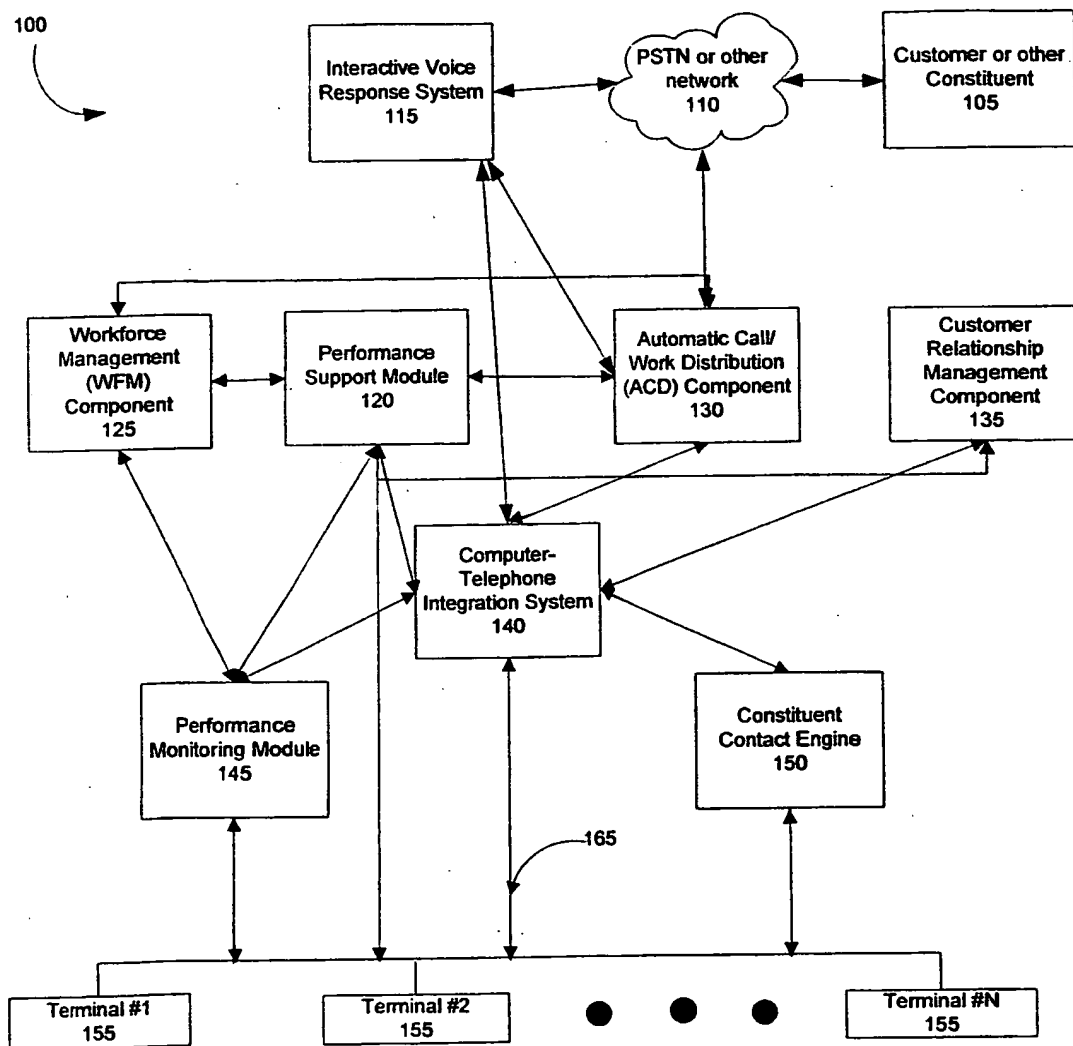 100
Interactive Voice
Response System
115
PSTN or other
network
110
Customer or other
Constituent
105
Workforce
Management
(WFM)
Component
125
Performance
Support Module
120
Automatic Call/
Work Distribution
(ACD) Component
130
Customer
Relationship
Management
Component
135
Computer-
Telephone
Integration System
140
Performance
Monitoring Module
145
Constituent
Contact Engine
150
165
Terminal #1
155
Terminal #2
155
Terminal #N
155